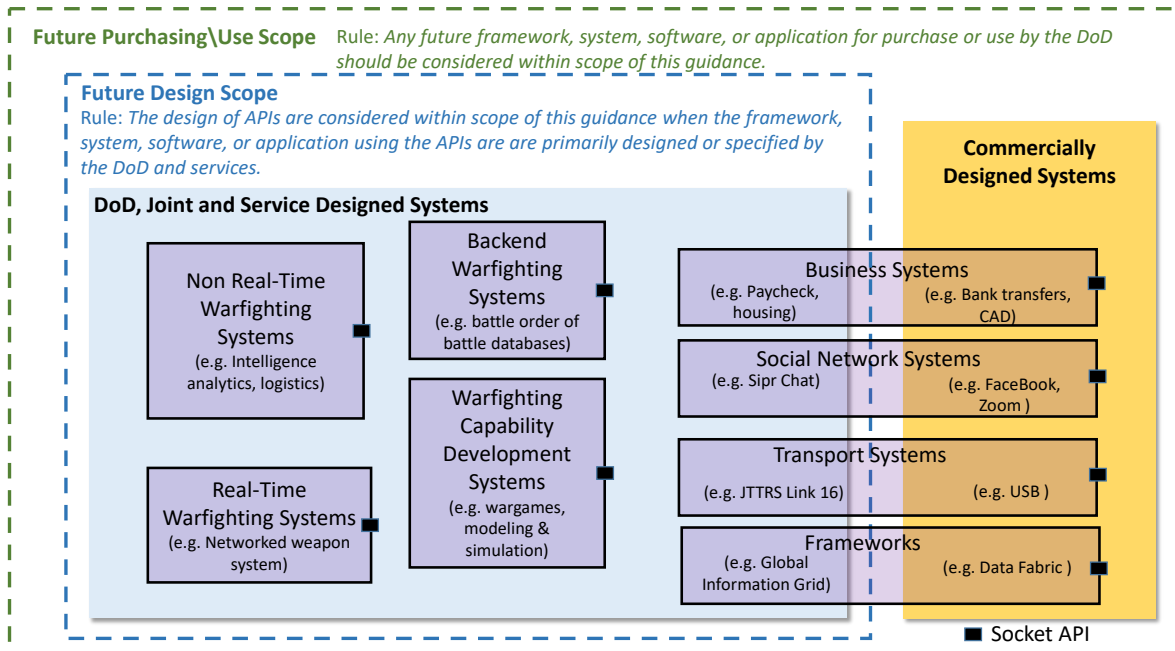 Future Purchasing\Use Scope
Rule: Any future framework, system, software, or application for purchase or use by the DoD
should be considered within scope of this guidance.
Future Design Scope
Rule: The design of APIs are considered within scope of this guidance when the framework,
system, software, or application using the APIs are are primarily designed or specified by
the DoD and services.
Commercially
Designed Systems
DoD, Joint and Service Designed Systems
Non Real-Time
Warfighting
Systems
(e.g. Intelligence
analytics, logistics)
Backend
Warfighting
Systems
(e.g. battle order of
battle databases)
Real-Time
Warfighting Systems
(e.g. Networked weapon
system)
Warfighting
Capability
Development
Systems
(e.g. wargames,
modeling &
simulation)
Business Systems
(e.g. Paycheck,
housing)
(e.g. Bank transfers,
CAD)
Social Network Systems
(e.g. Sipr Chat)
(e.g. FaceBook,
Zoom )
Transport Systems
(e.g. JTTRS Link 16)
(e.g. USB )
Frameworks
(e.g. Global
Information Grid)
(e.g. Data Fabric )
Socket API